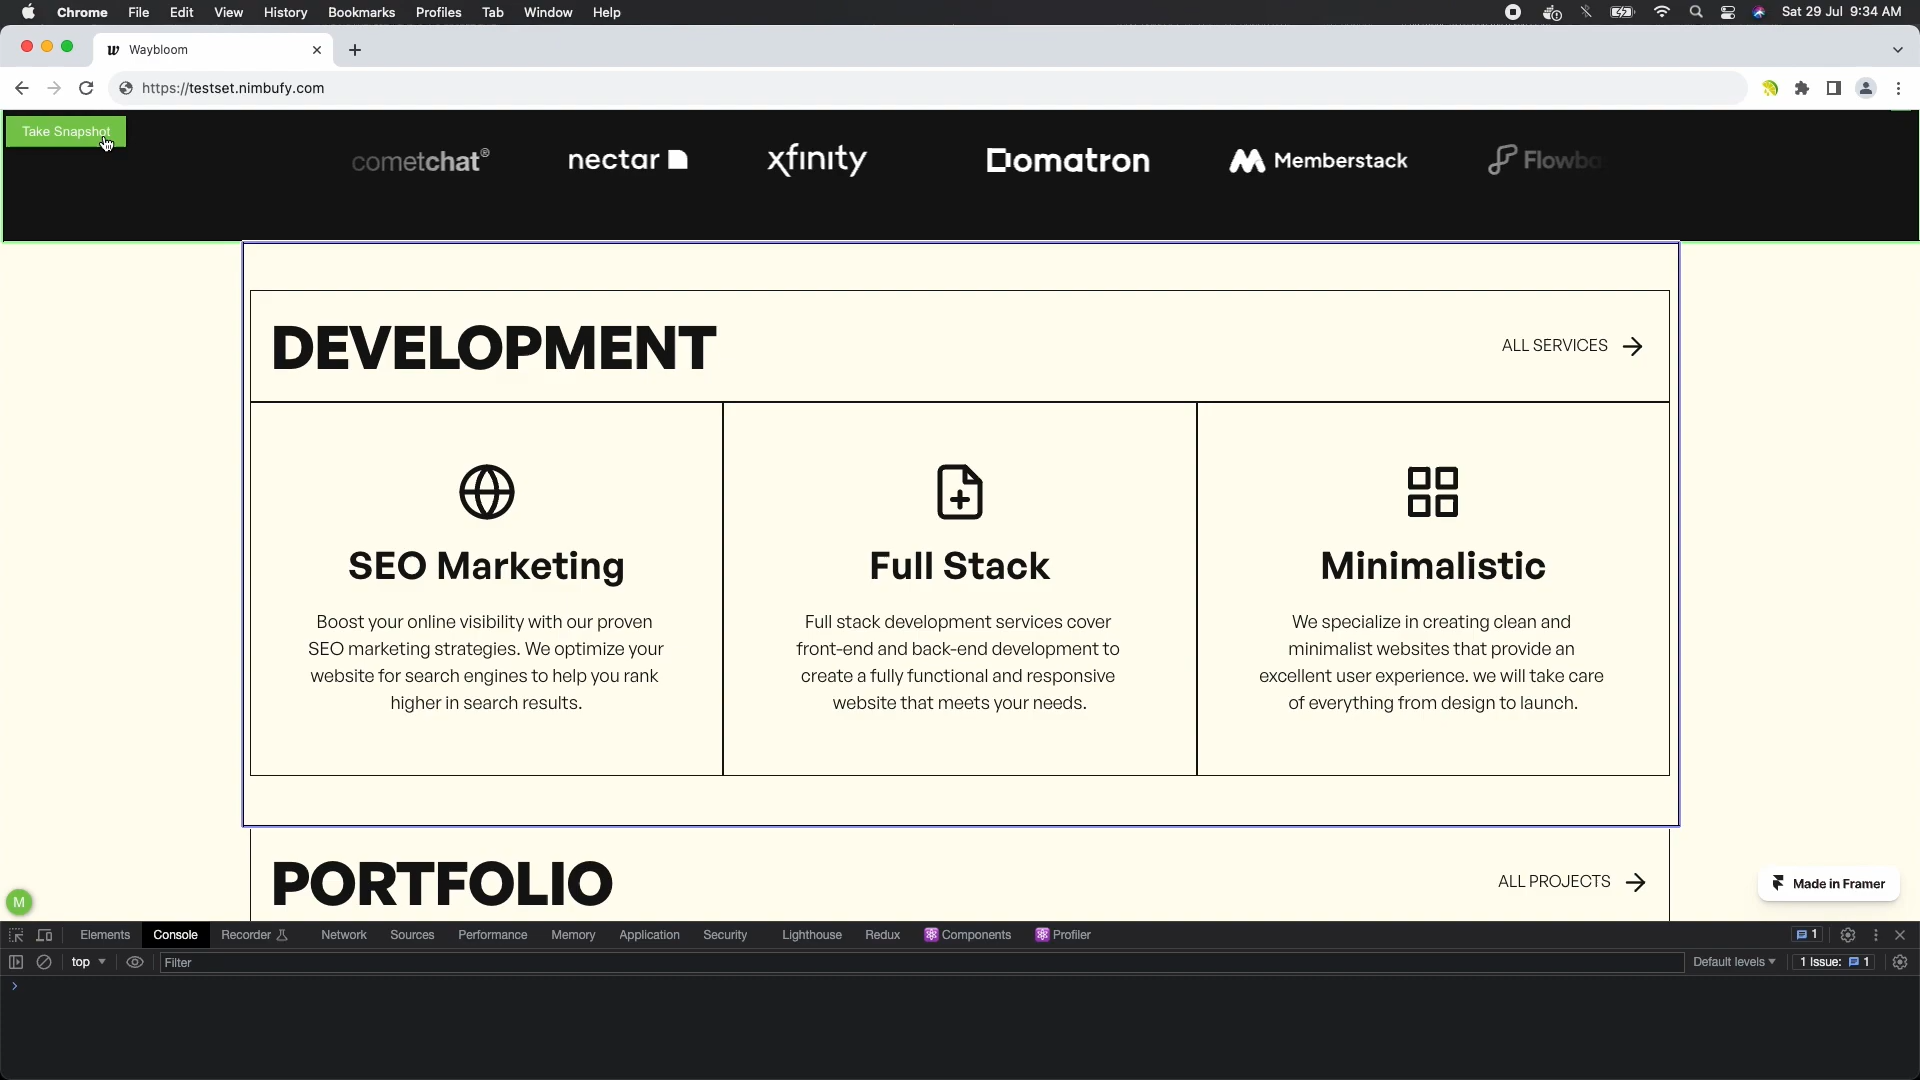 Chrome File Edit View History Bookmarks Profiles Tab Window Help Sat 29 Jul 9:34 AM
Waybloom
https://testset.nimbufy.com
Take Snapshot
cometchat® nectar xfinity Domatron Memberstack Flowba
DEVELOPMENT
ALL SERVICES
SEO Marketing
Boost your online visibility with our proven
SEO marketing strategies. We optimize your
website for search engines to help you rank
higher in search results.
Full Stack
Full stack development services cover
front-end and back-end development to
create a fully functional and responsive
website that meets your needs.
Minimalistic
We specialize in creating clean and
minimalist websites that provide an
excellent user experience. we will take care
of everything from design to launch.
PORTFOLIO
ALL PROJECTS
M
Made in Framer
Elements Console Recorder Network Sources Performance Memory Application Security Lighthouse Redux Components Profiler 1
top Filter Default levels 1 Issue: 1